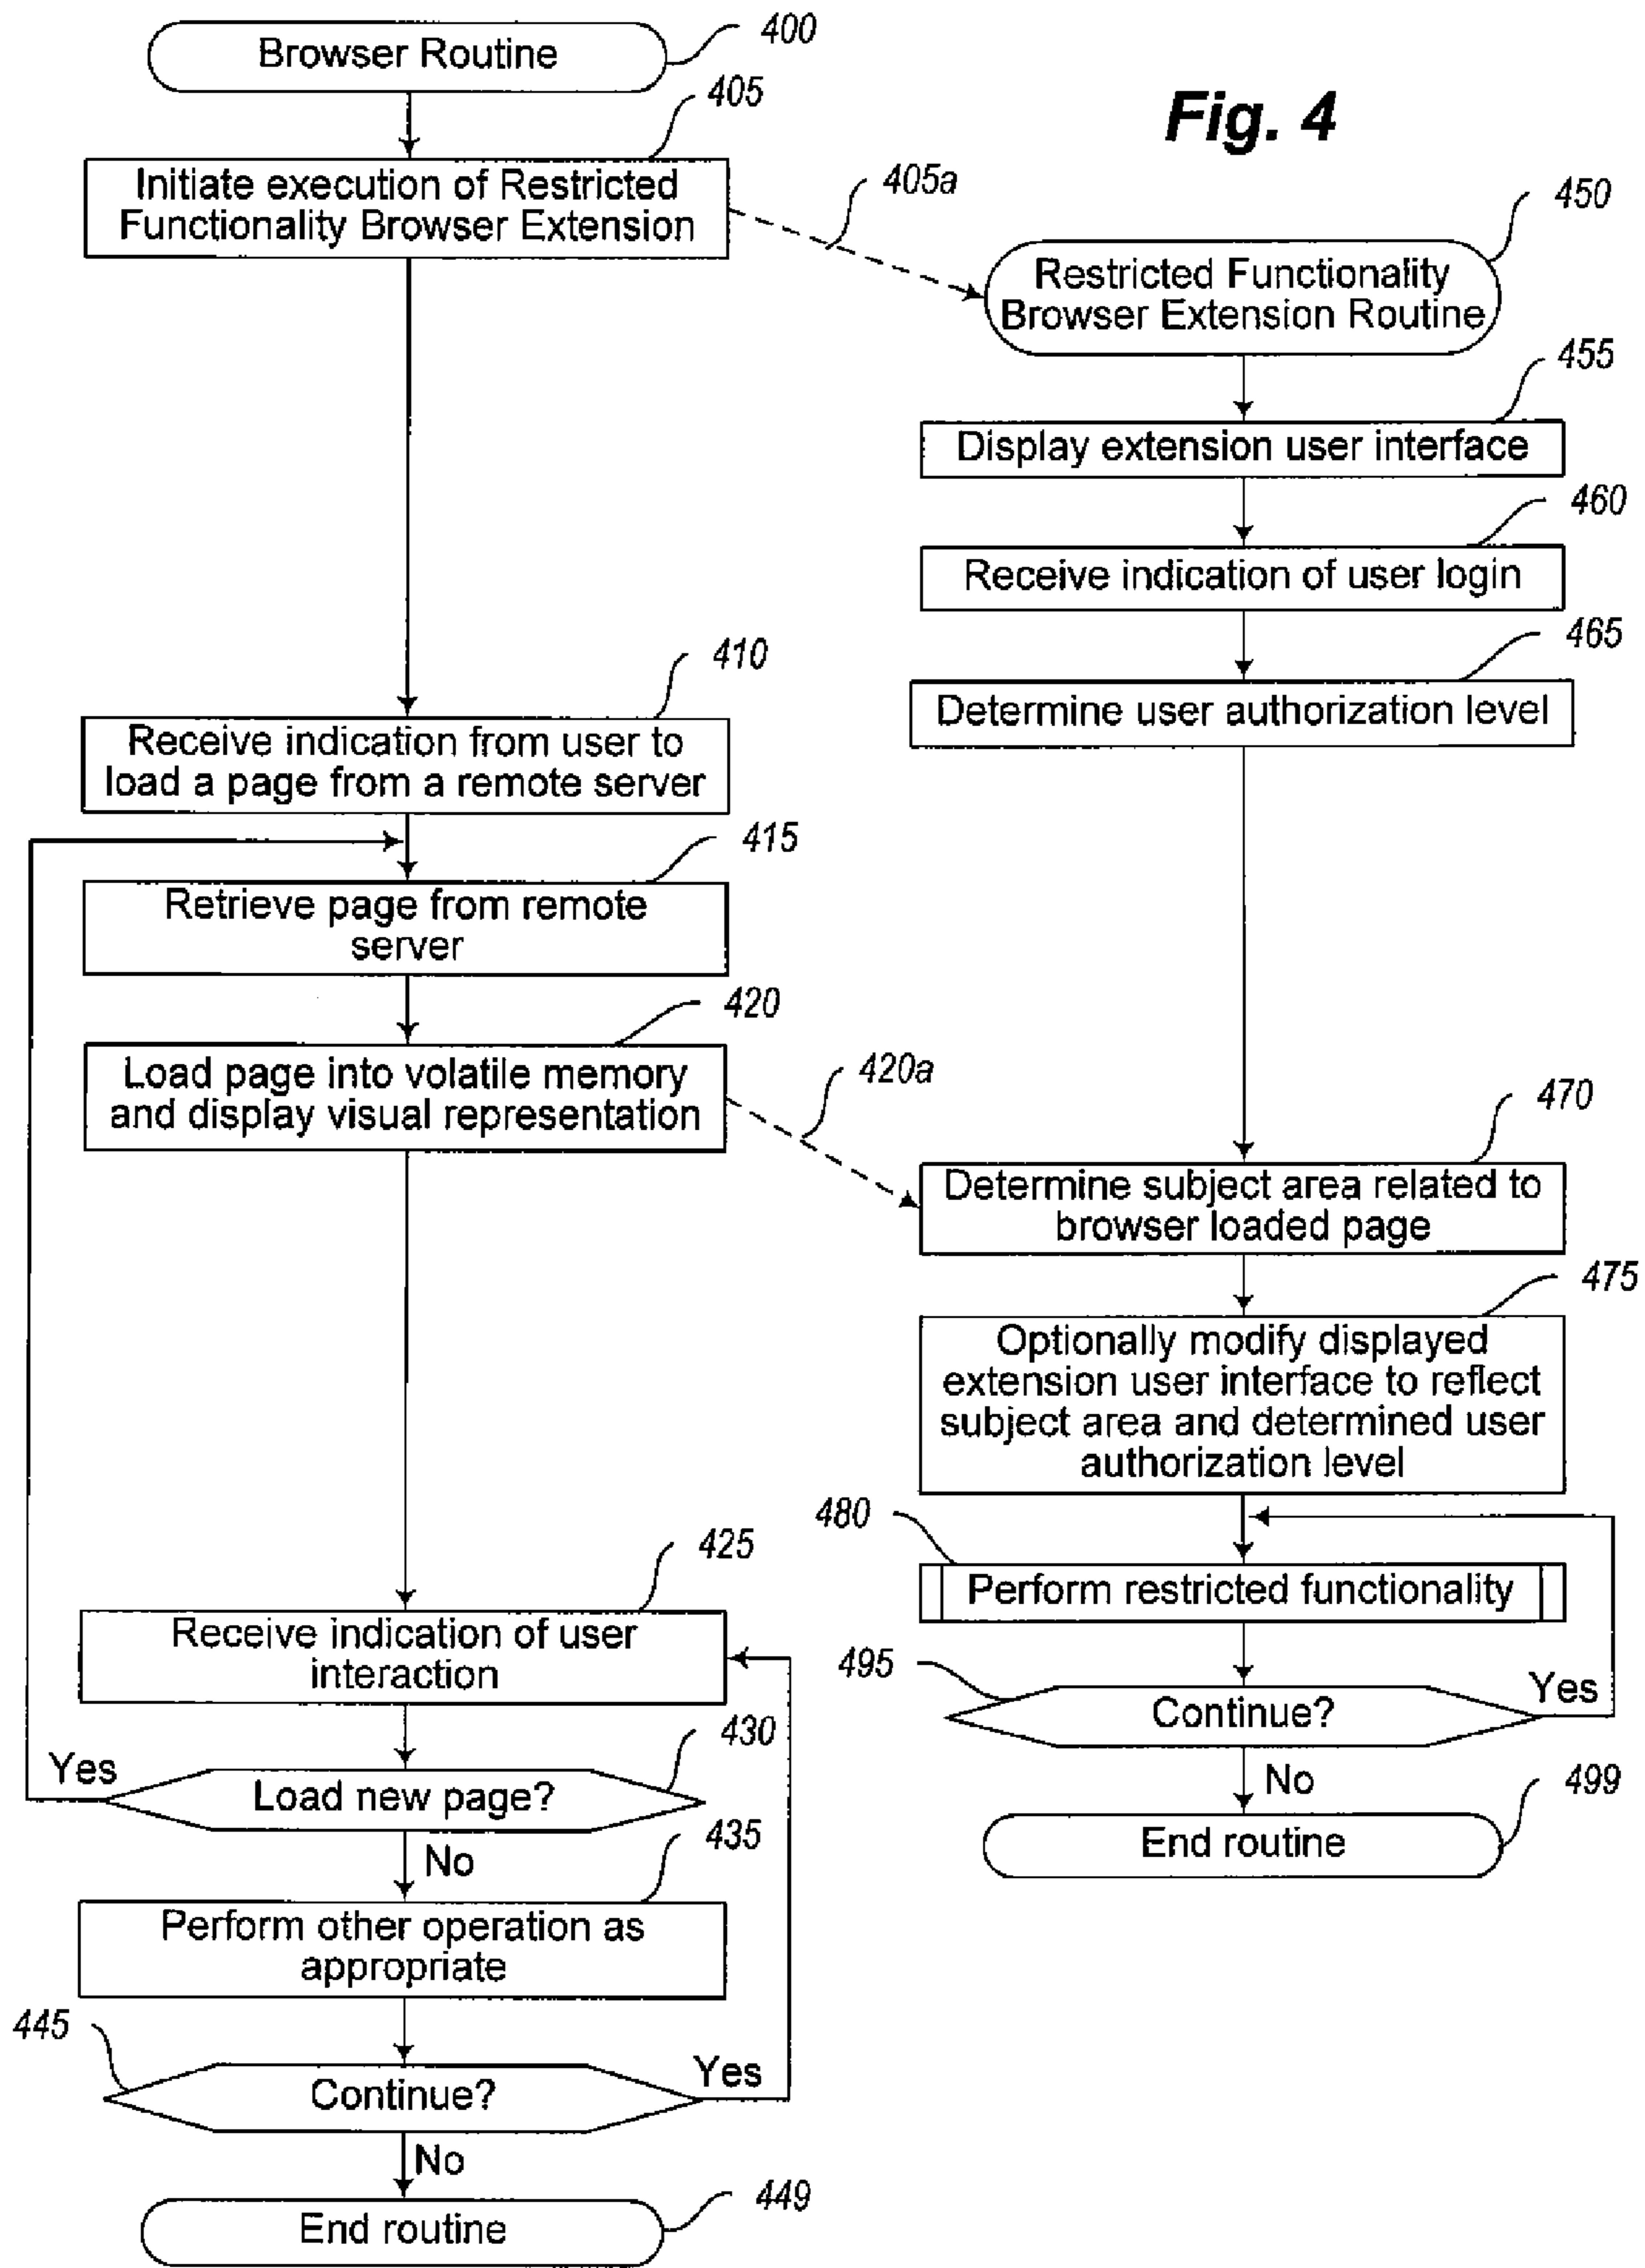 Fig. 4
Browser Routine
400
405
Initiate execution of Restricted
Functionality Browser Extension
405a
410
Receive indication from user to
load a page from a remote server
415
Retrieve page from remote
server
420
Load page into volatile memory
and display visual representation
420a
425
Receive indication of user
interaction
430
Load new page?
Yes
No
435
Perform other operation as
appropriate
445
Continue?
Yes
No
End routine
449
450
Restricted Functionality
Browser Extension Routine
455
Display extension user interface
460
Receive indication of user login
465
Determine user authorization level
470
Determine subject area related to
browser loaded page
475
Optionally modify displayed
extension user interface to reflect
subject area and determined user
authorization level
480
Perform restricted functionality
495
Continue?
Yes
No
499
End routine